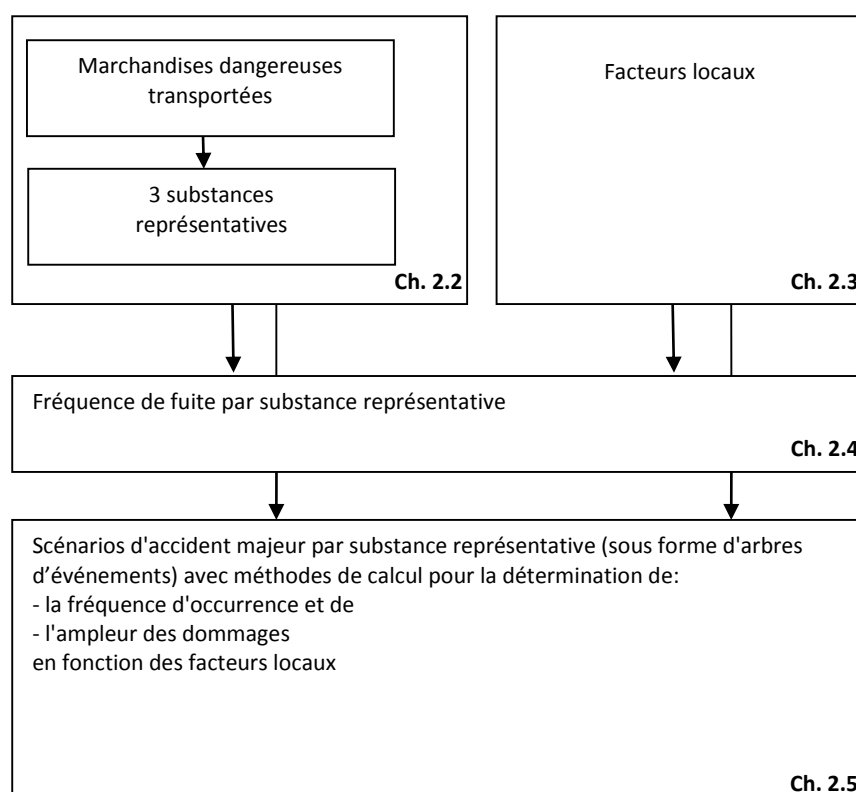 Marchandises dangereuses
transportées
3 substances
représentatives
Ch. 2.2
Facteurs locaux
Ch. 2.3
Fréquence de fuite par substance représentative
Ch. 2.4
Scénarios d'accident majeur par substance représentative (sous forme d'arbres
d’événements) avec méthodes de calcul pour la détermination de:
- la fréquence d'occurrence et de
- l'ampleur des dommages
en fonction des facteurs locaux
Ch. 2.5